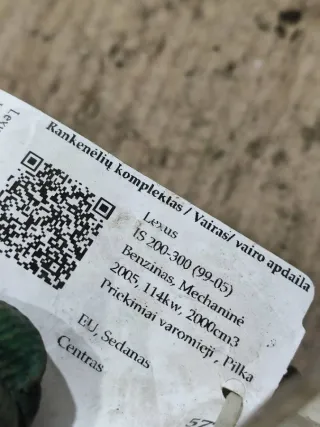 Rankenėlių komplektas / Vairas/ vairo apdaila
Lexus
IS 200-300 (99-05)
Benzinas, Mechaninė
2005, 114kw, 2000cm3
Priekiniai varomieji , Pilka
EU, Sedanas
Centras